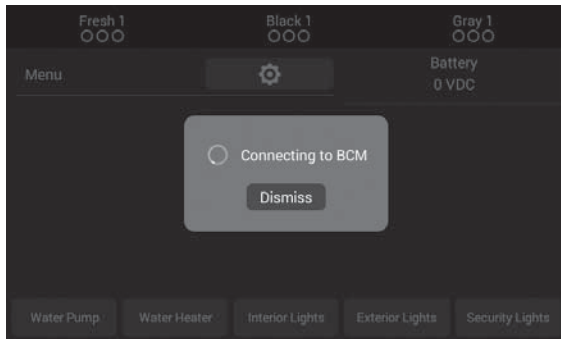 Fresh 1
Black 1
Gray 1
Menu
Battery
0 VDC
Connecting to BCM
Dismiss
Water Pump
Water Heater
Interior Lights
Exterior Lights
Security Lights